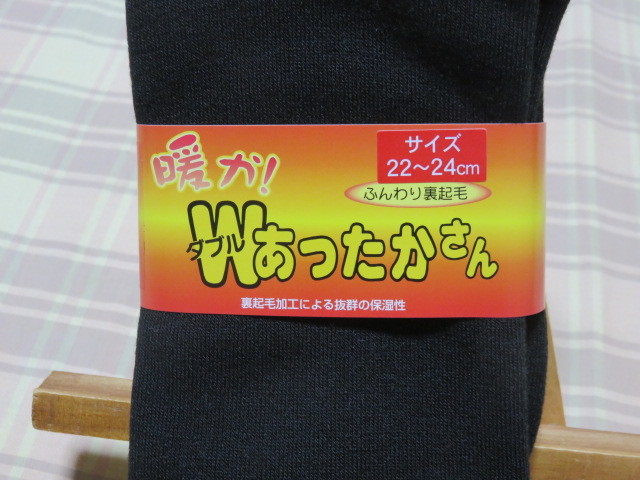 暖か!
サイズ
22〜24cm
ふんわり裏起毛
Wあったかさん
ダブル
裏起毛加工による抜群の保湿性